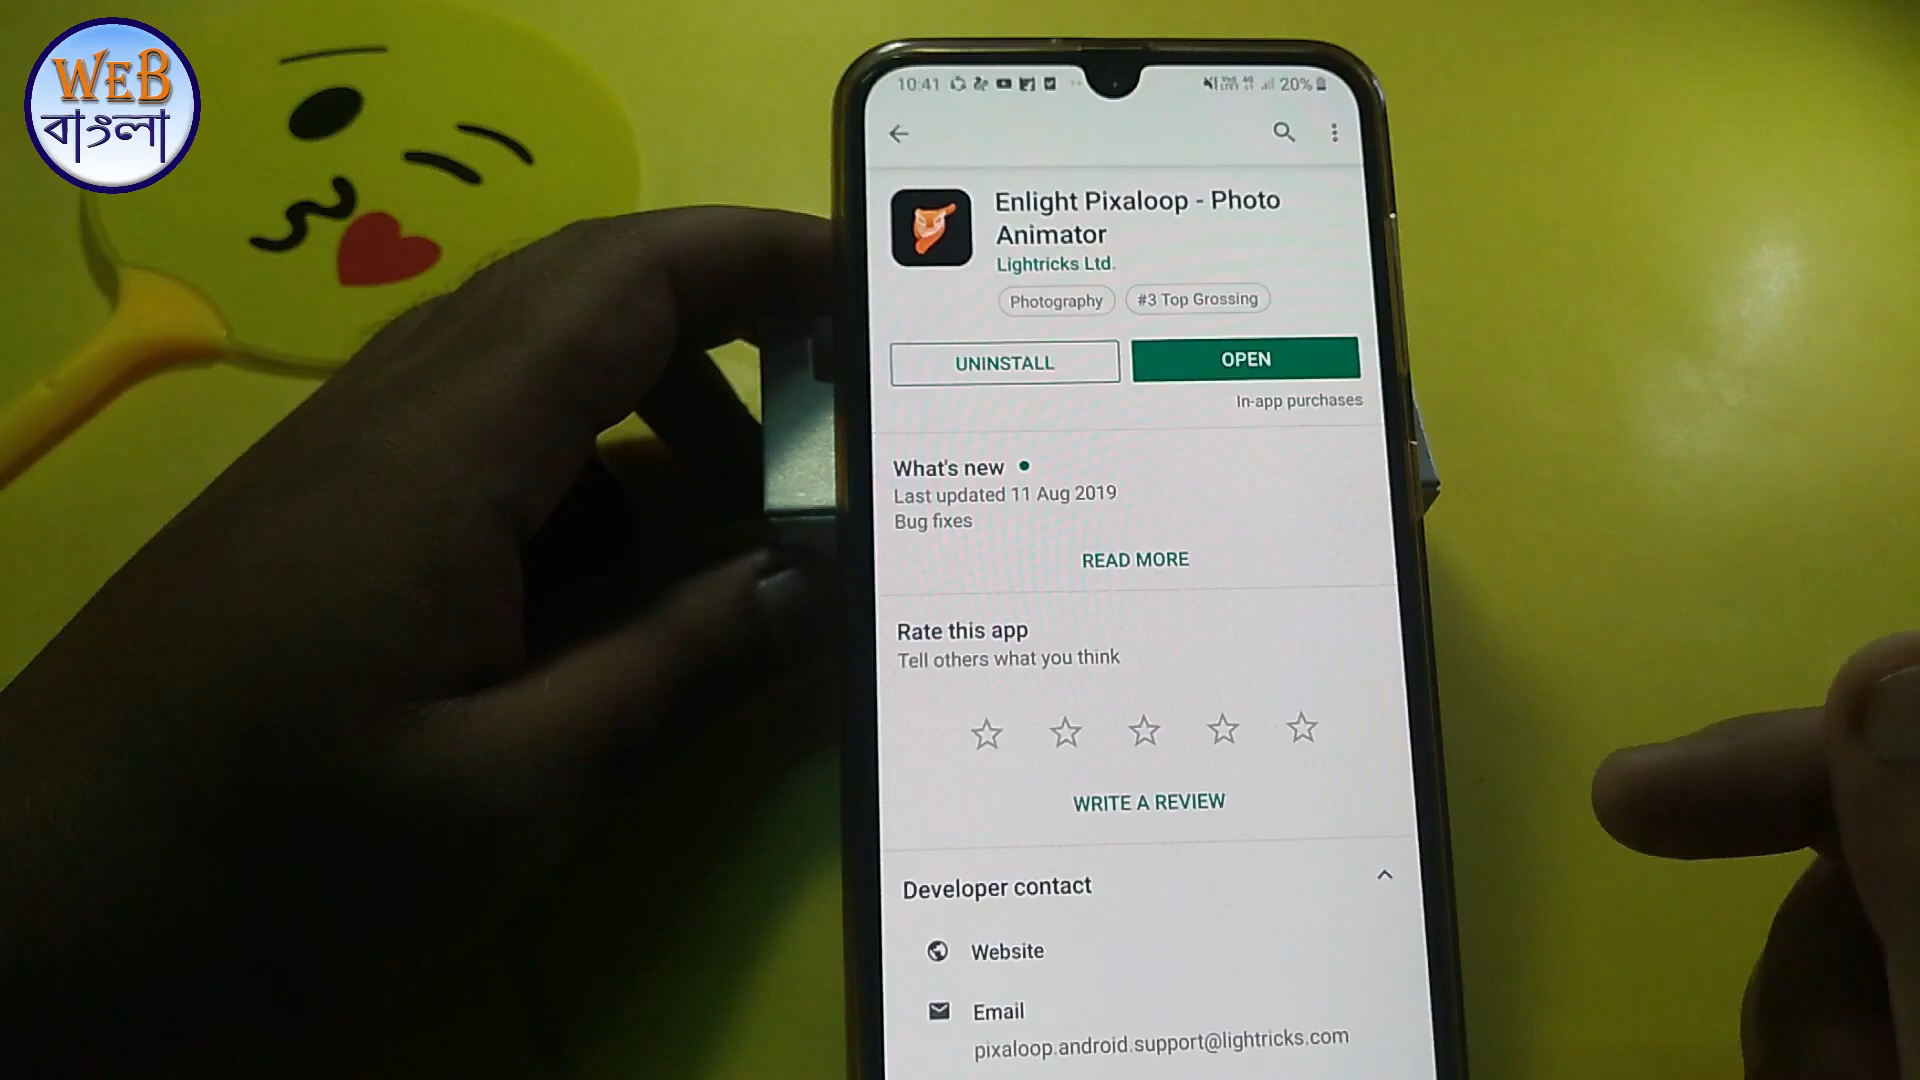 WEB
বাংলা
10:41
20%
Enlight Pixaloop - Photo
Animator
Lightricks Ltd.
Photography
#3 Top Grossing
UNINSTALL
OPEN
In-app purchases
What's new
Last updated 11 Aug 2019
Bug fixes
READ MORE
Rate this app
Tell others what you think
WRITE A REVIEW
Developer contact
Website
Email
pixaloop.android.support@lightricks.com